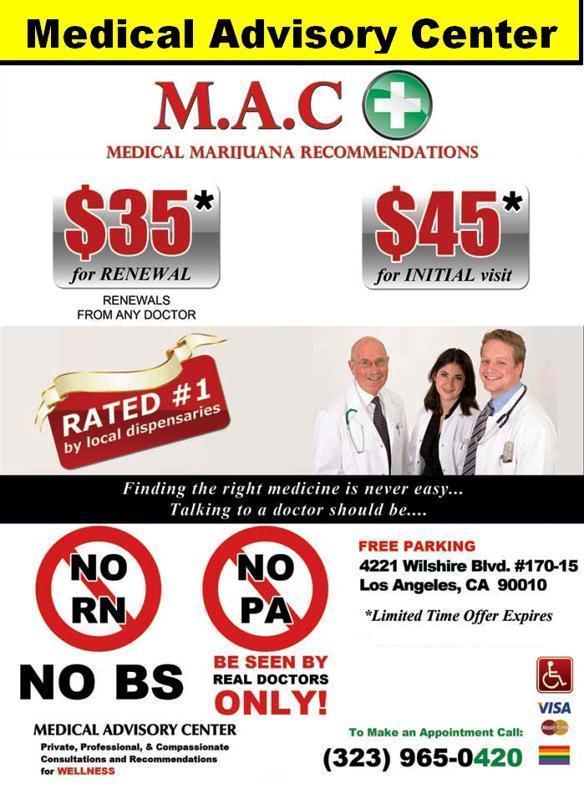 Medical Advisory Center
M.A.C
MEDICAL MARIJUANA RECOMMENDATIONS
$35*
for RENEWAL
RENEWALS
FROM ANY DOCTOR
$45*
for INITIAL visit
RATED #1
by local dispensaries
Finding the right medicine is never easy...
Talking to a doctor should be....
NO
RN
NO
PA
NO BS
BE SEEN BY
REAL DOCTORS
ONLY!
FREE PARKING
4221 Wilshire Blvd. #170-15
Los Angeles, CA 90010
*Limited Time Offer Expires
MEDICAL ADVISORY CENTER
Private, Professional, & Compassionate
Consultations and Recommendations
for WELLNESS
To Make an Appointment Call:
(323) 965-0420
VISA
MasterCard